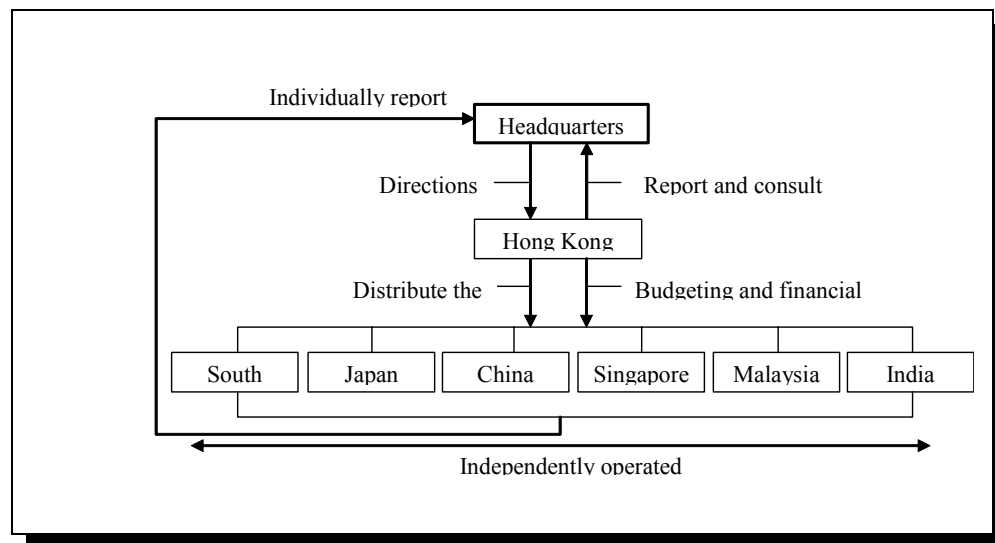 Individually report
Headquarters
Directions
Report and consult
Hong Kong
Distribute the
Budgeting and financial
South
Japan
China
Singapore
Malaysia
India
Independently operated